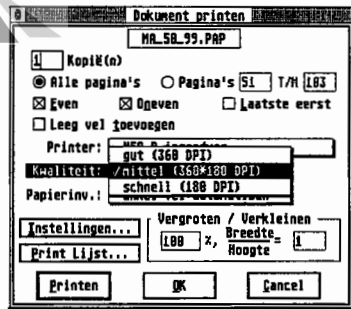 Dokument printen
MA_50_99.PAP
1 Kopië(n)
Alle pagina's Pagina's 51 T/M 103
Even Oneven Laatste eerst
Leeg vel toevoegen
Printer:
gut (360 DPI)
Kwaliteit: √mittel (360*180 DPI)
schnell (180 DPI)
Papierinv.:
Instellingen... Vergroten / Verkleinen
Print Lijst... 100 %, Breedte/Hoogte = 1
Printen OK Cancel